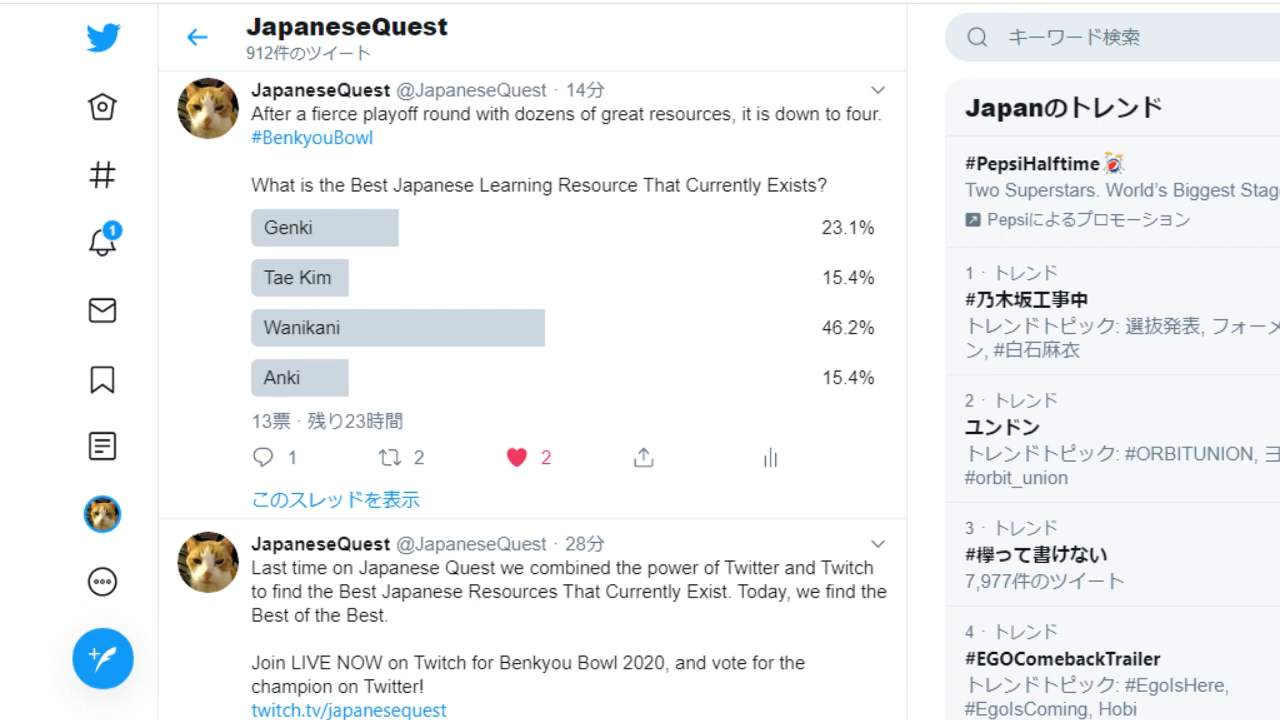 JapaneseQuest
912件のツイート
JapaneseQuest @JapaneseQuest · 14分
After a fierce playoff round with dozens of great resources, it is down to four.
#BenkyouBowl
What is the Best Japanese Learning Resource That Currently Exists?
Genki 23.1%
Tae Kim 15.4%
Wanikani 46.2%
Anki 15.4%
13票 · 残り23時間
1 2 2
このスレッドを表示
JapaneseQuest @JapaneseQuest · 28分
Last time on Japanese Quest we combined the power of Twitter and Twitch
to find the Best Japanese Resources That Currently Exist. Today, we find the
Best of the Best.
Join LIVE NOW on Twitch for Benkyou Bowl 2020, and vote for the
champion on Twitter!
twitch.tv/japanesequest
1
キーワード検索
Japanのトレンド
#PepsiHalftime
Two Superstars. World's Biggest Stag
Pepsiによるプロモーション
1 · トレンド
#乃木坂工事中
トレンドトピック: 選抜発表, フォーメ
ン, #白石麻衣
2 · トレンド
ユンドン
トレンドトピック: #ORBITUNION, ヨ
#orbit_union
3 · トレンド
#欅って書けない
7,977件のツイート
4 · トレンド
#EGOComebackTrailer
トレンドトピック: #EgoIsHere,
#EgoIsComing, Hobi